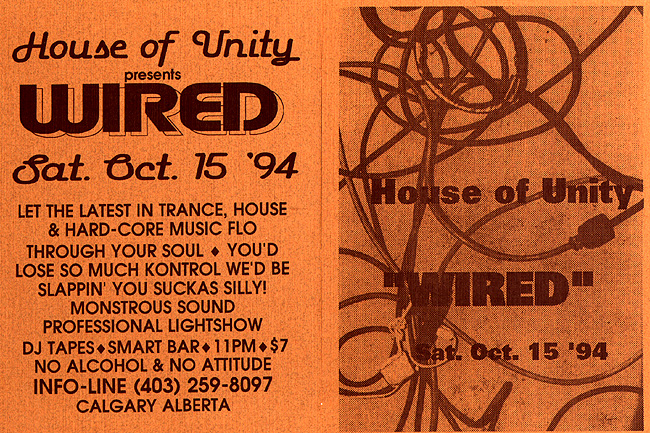 House of Unity
presents
WIRED
Sat. Oct. 15 '94
LET THE LATEST IN TRANCE, HOUSE
& HARD-CORE MUSIC FLO
THROUGH YOUR SOUL ♦ YOU'D
LOSE SO MUCH KONTROL WE'D BE
SLAPPIN' YOU SUCKAS SILLY!
MONSTROUS SOUND
PROFESSIONAL LIGHTSHOW
DJ TAPES♦SMART BAR♦11PM♦$7
NO ALCOHOL & NO ATTITUDE
INFO-LINE (403) 259-8097
CALGARY ALBERTA
House of Unity
"WIRED"
Sat. Oct. 15 '94